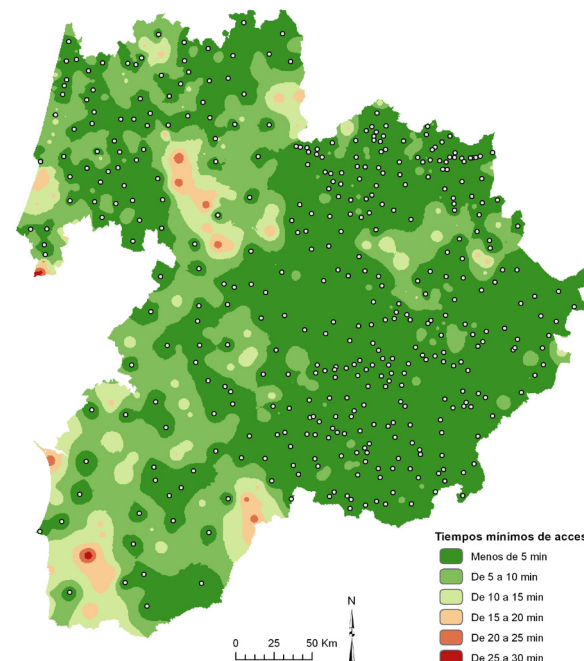 Tiempos mínimos de acces
Menos de 5 min
De 5 a 10 min
De 10 a 15 min
De 15 a 20 min
De 20 a 25 min
De 25 a 30 min
N
0 25 50 Km